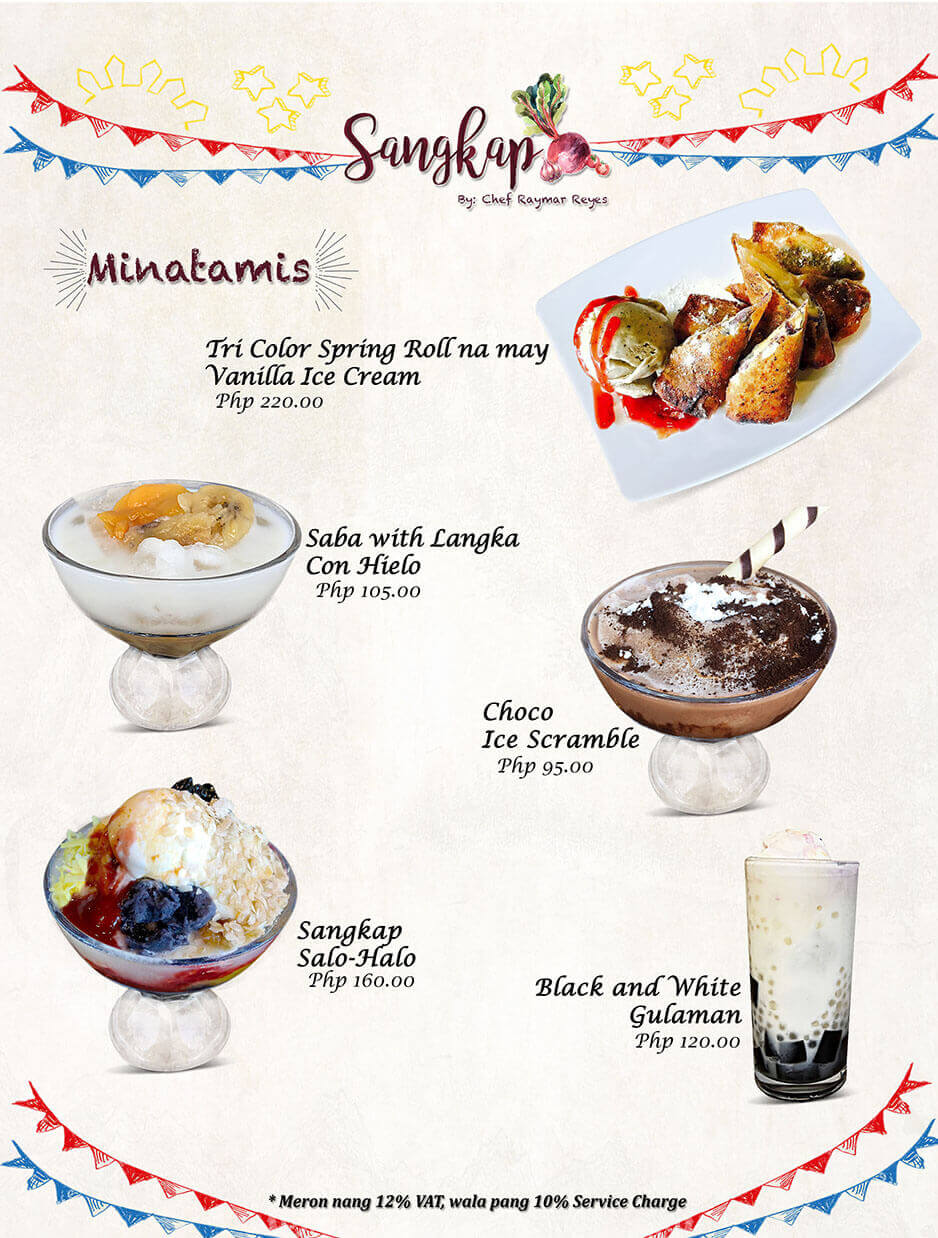 Sangkap
By: Chef Raymar Reyes
Minatamis
Tri Color Spring Roll na may
Vanilla Ice Cream
Php 220.00
Saba with Langka
Con Hielo
Php 105.00
Choco
Ice Scramble
Php 95.00
Sangkap
Salo-Halo
Php 160.00
Black and White
Gulaman
Php 120.00
* Meron nang 12% VAT, wala pang 10% Service Charge